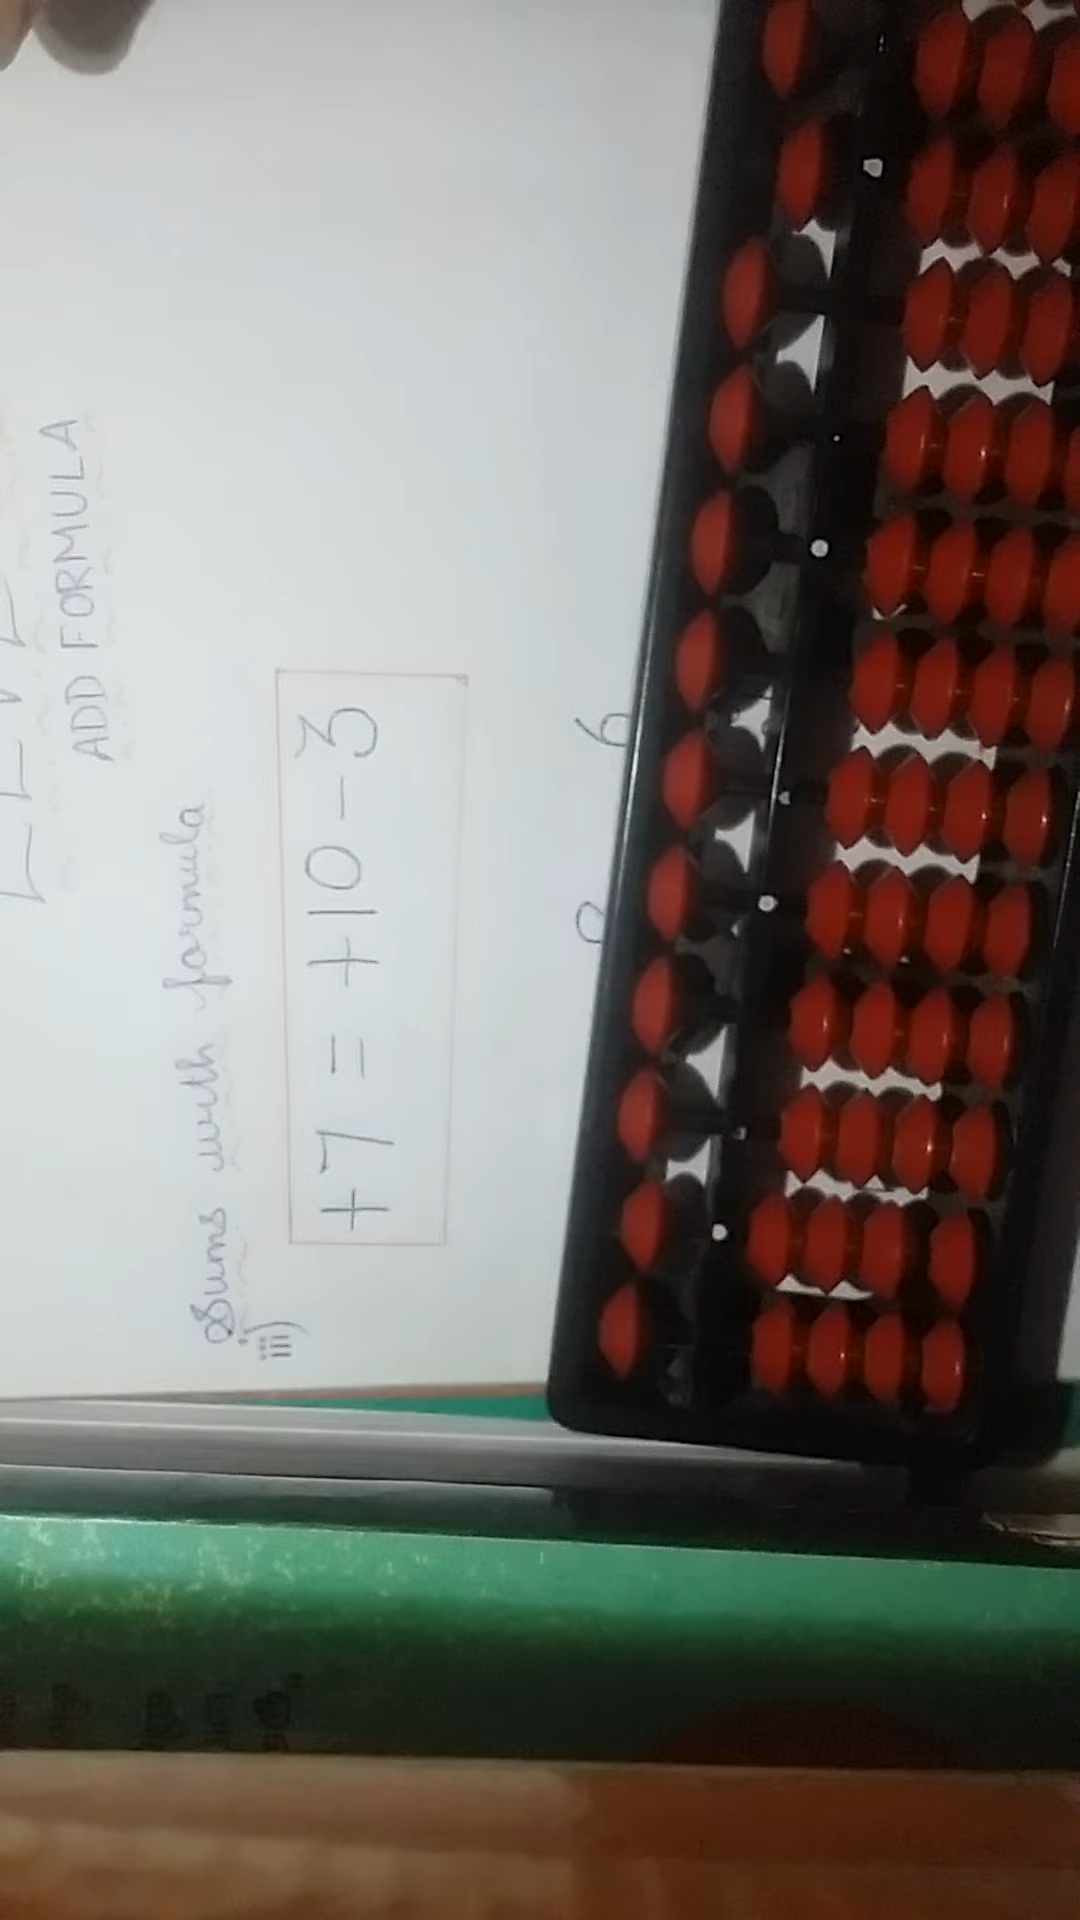 ADD FORMULA
Sums with formula
iii)
+7 = +10 -3